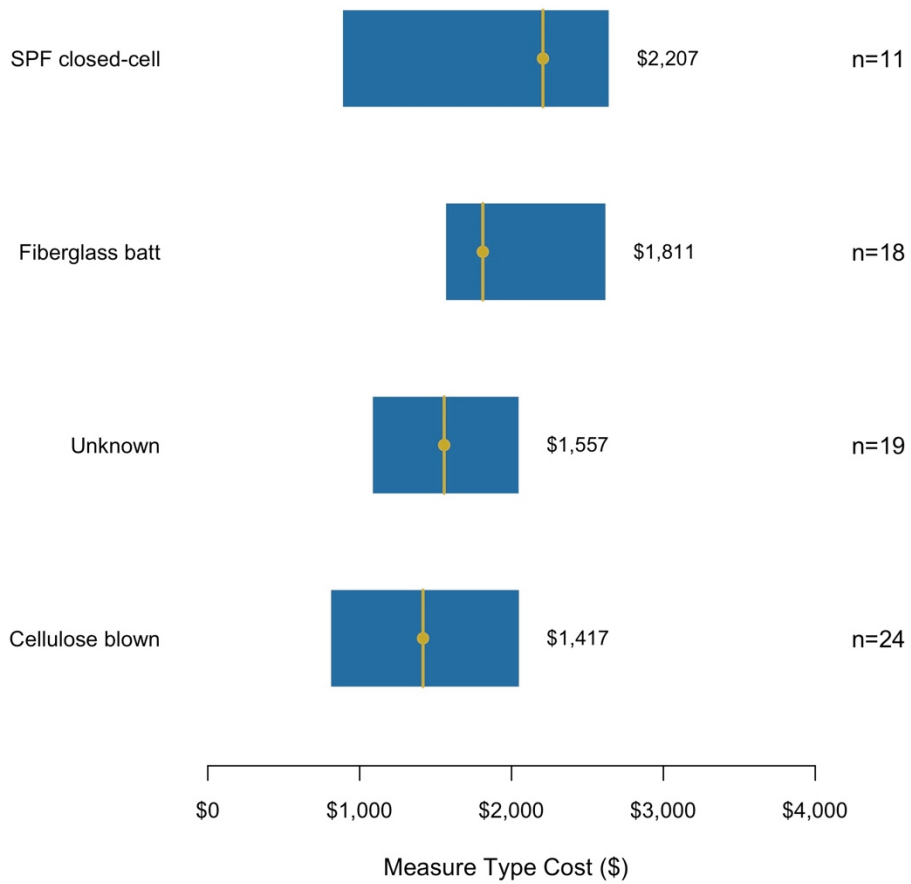 SPF closed-cell $2,207 n=11
Fiberglass batt $1,811 n=18
Unknown $1,557 n=19
Cellulose blown $1,417 n=24
$0 $1,000 $2,000 $3,000 $4,000
Measure Type Cost ($)